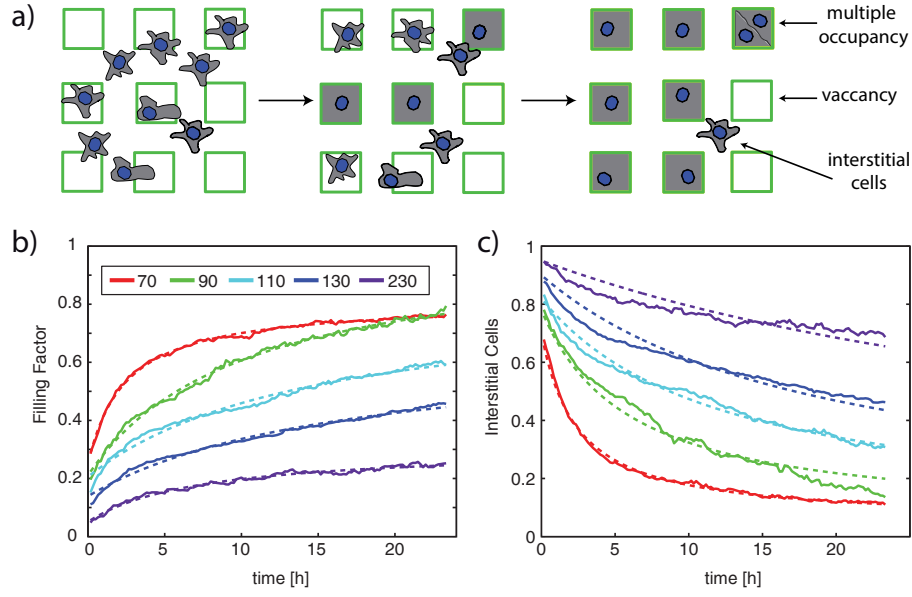 a)
multiple
occupancy
vaccancy
interstitial
cells
b)
1
0.8
0.6
0.4
0.2
0
Filling Factor
70 90 110 130 230
0 5 10 15 20
time [h]
c)
1
0.8
0.6
0.4
0.2
0
Interstitial Cells
0 5 10 15 20
time [h]